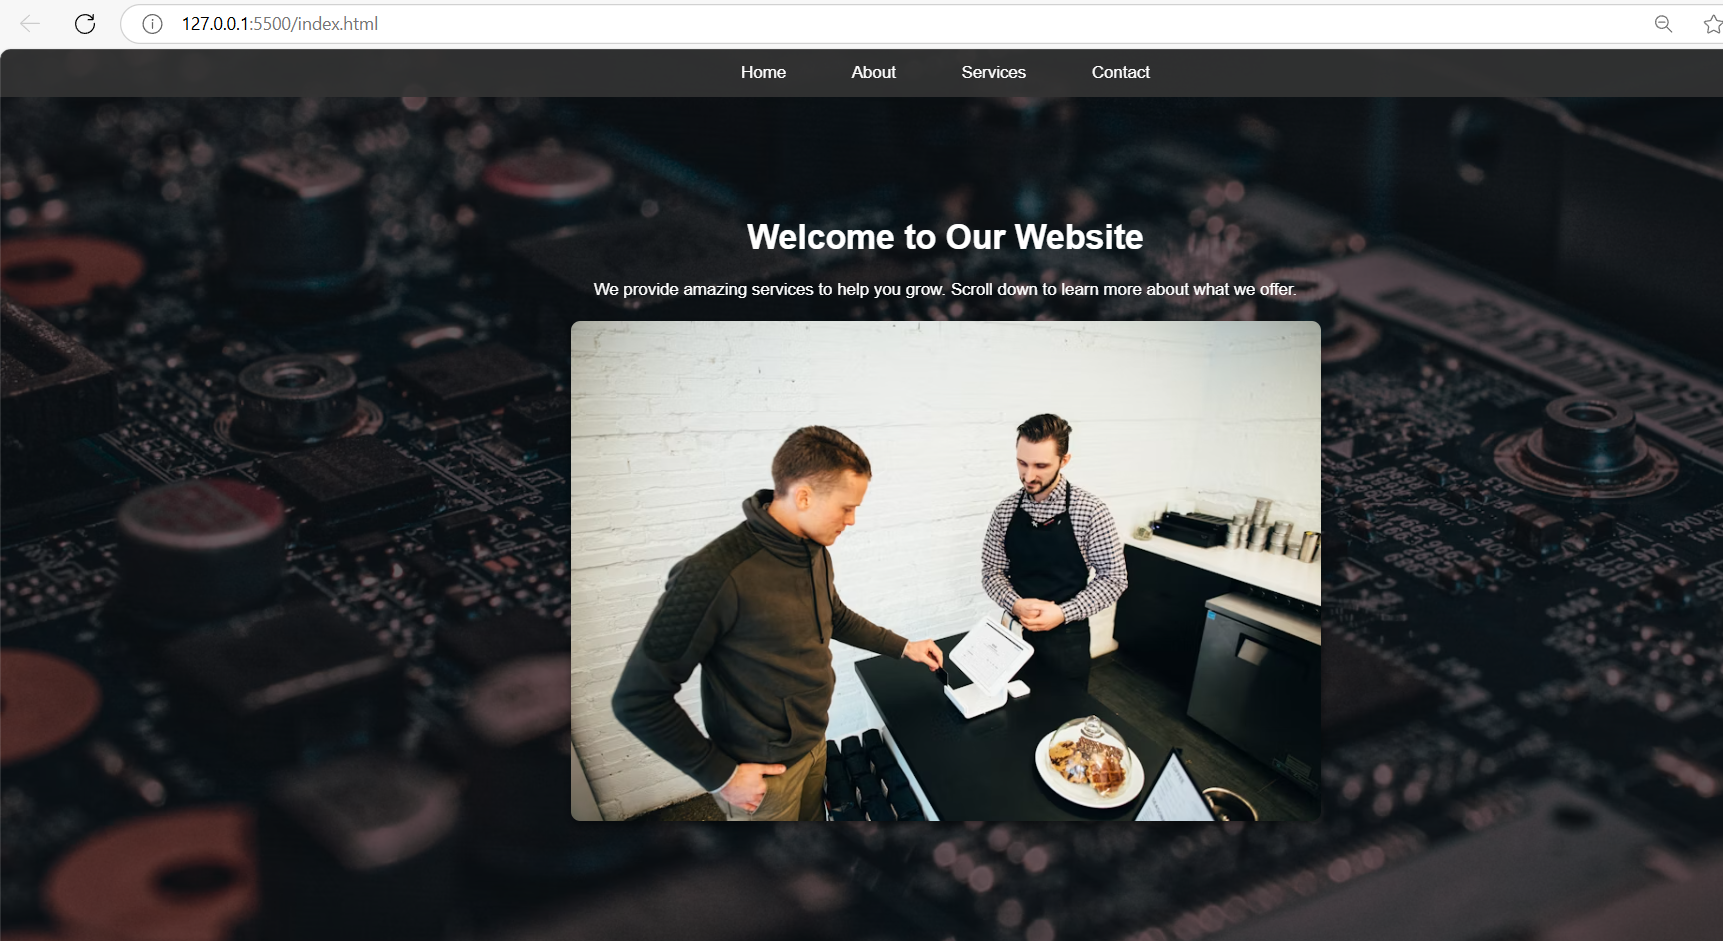 127.0.0.1:5500/index.html
Home About Services Contact
Welcome to Our Website
We provide amazing services to help you grow. Scroll down to learn more about what we offer.